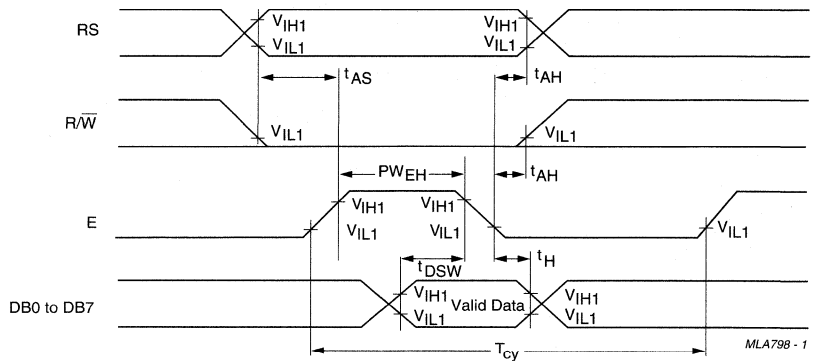 RS
VIH1
VIL1
VIH1
VIL1
tAS
tAH
R/W̅
VIL1
VIL1
PWEH
tAH
E
VIH1
VIL1
VIH1
VIL1
VIL1
tDSW
tH
DB0 to DB7
VIH1
VIL1
Valid Data
VIH1
VIL1
Tcy
MLA798 - 1